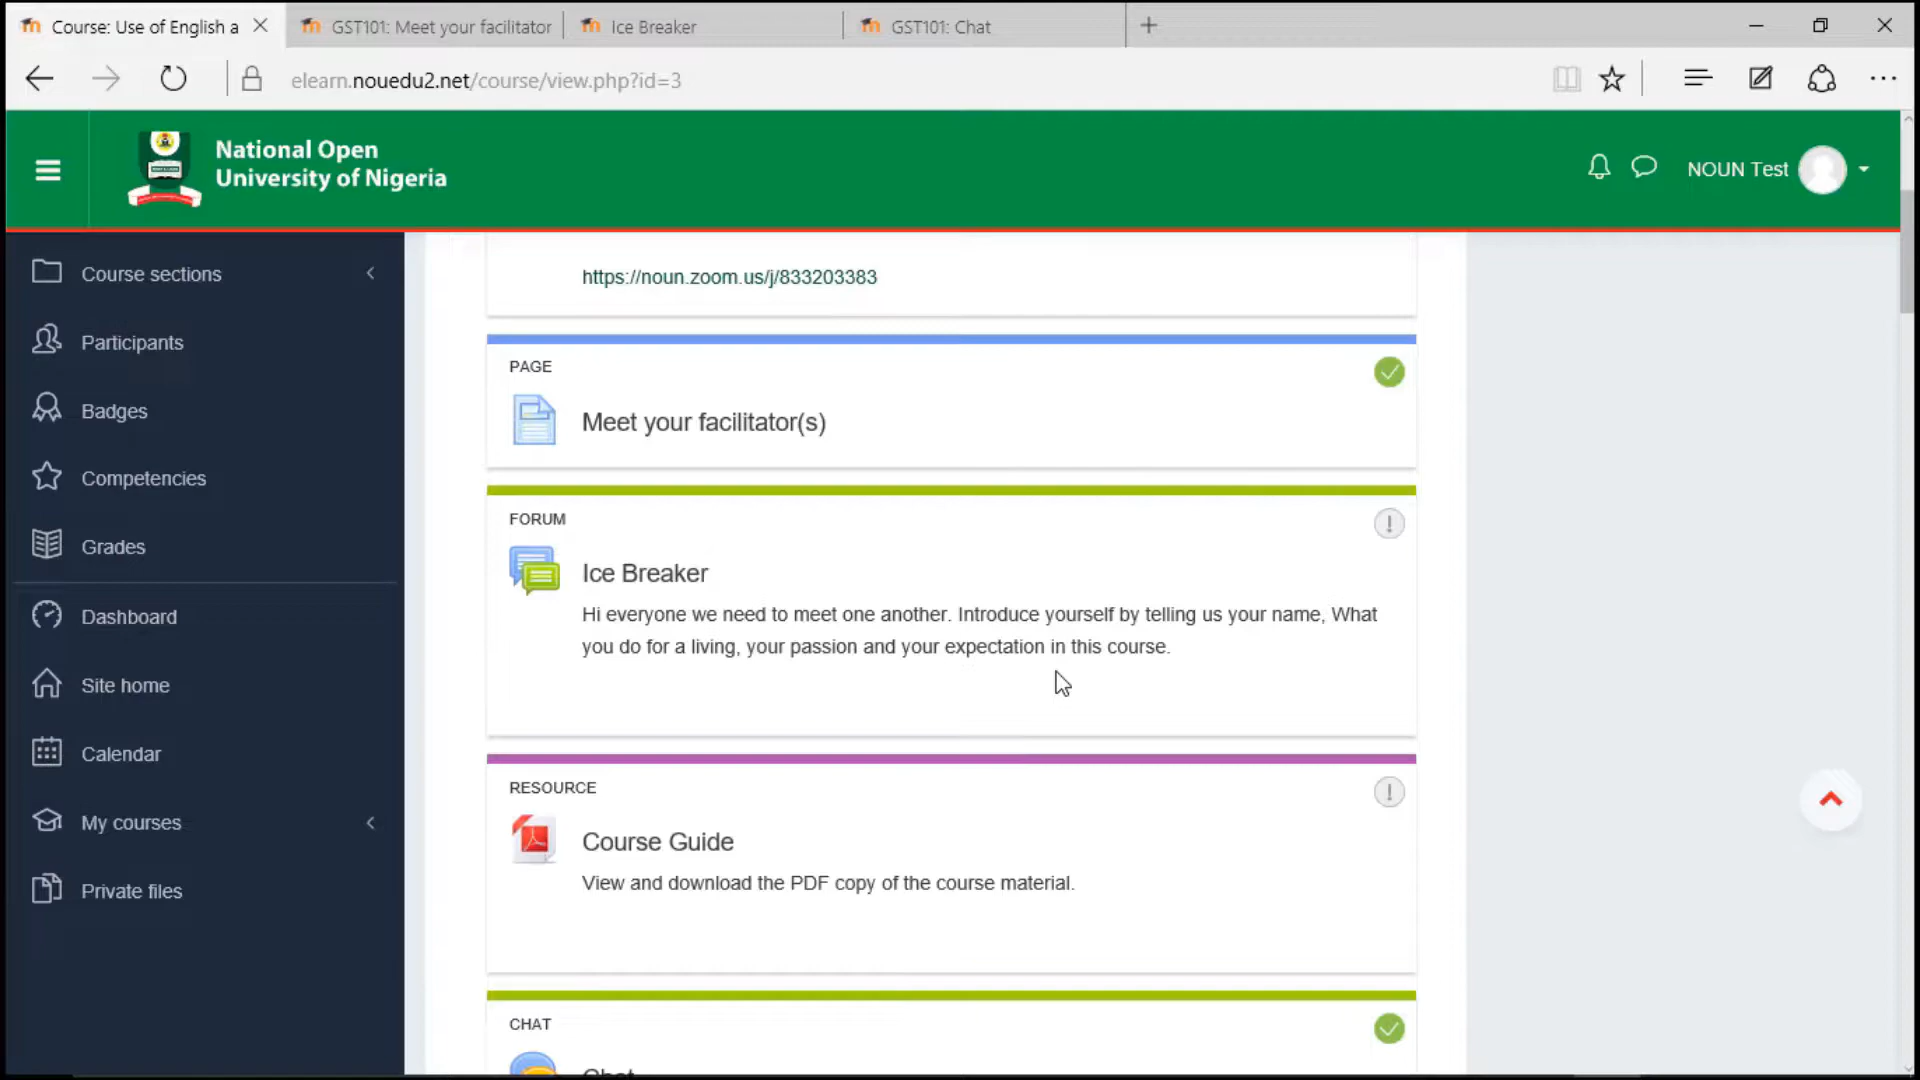 Course: Use of English a
GST101: Meet your facilitator
Ice Breaker
GST101: Chat
elearn.nouedu2.net/course/view.php?id=3
National Open
University of Nigeria
NOUN Test
Course sections
Participants
Badges
Competencies
Grades
Dashboard
Site home
Calendar
My courses
Private files
https://noun.zoom.us/j/833203383
PAGE
Meet your facilitator(s)
FORUM
Ice Breaker
Hi everyone we need to meet one another. Introduce yourself by telling us your name, What
you do for a living, your passion and your expectation in this course.
RESOURCE
Course Guide
View and download the PDF copy of the course material.
CHAT
Chat